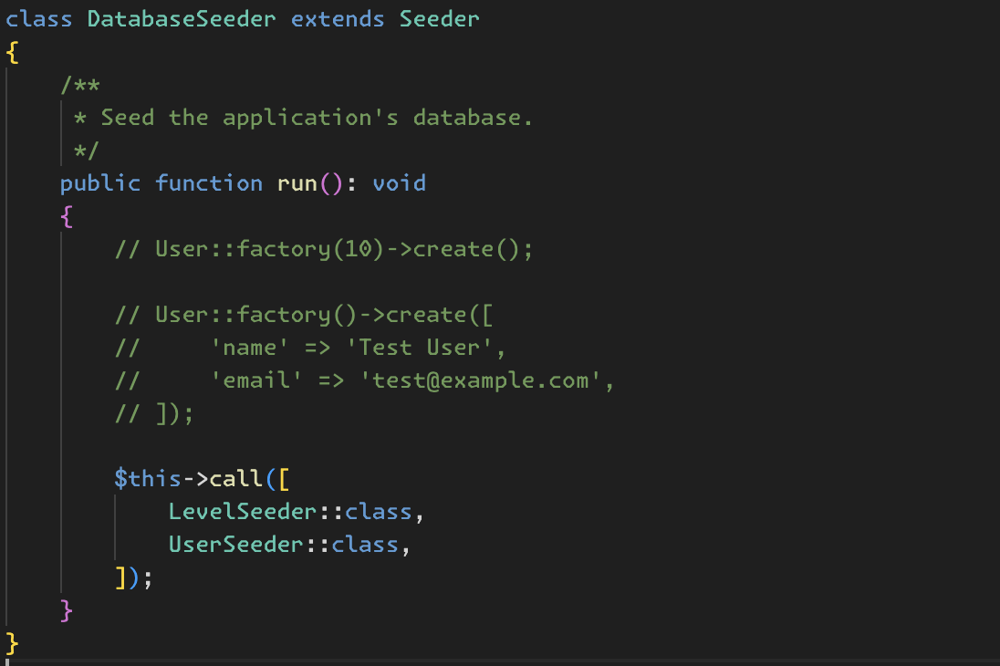 class DatabaseSeeder extends Seeder
{
    /**
     * Seed the application's database.
     */
    public function run(): void
    {
        // User::factory(10)->create();

        // User::factory()->create([
        //     'name' => 'Test User',
        //     'email' => 'test@example.com',
        // ]);

        $this->call([
            LevelSeeder::class,
            UserSeeder::class,
        ]);
    }
}